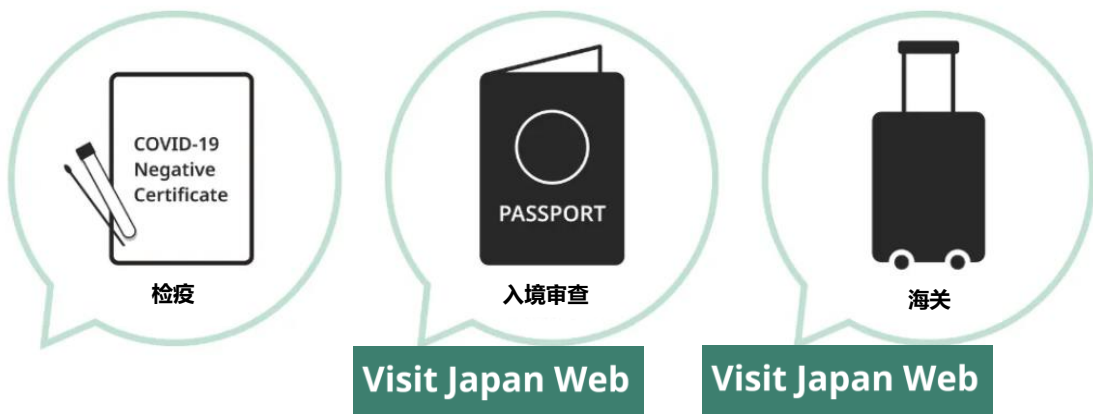 COVID-19
Negative
Certificate
检疫
PASSPORT
入境审查
海关
Visit Japan Web
Visit Japan Web